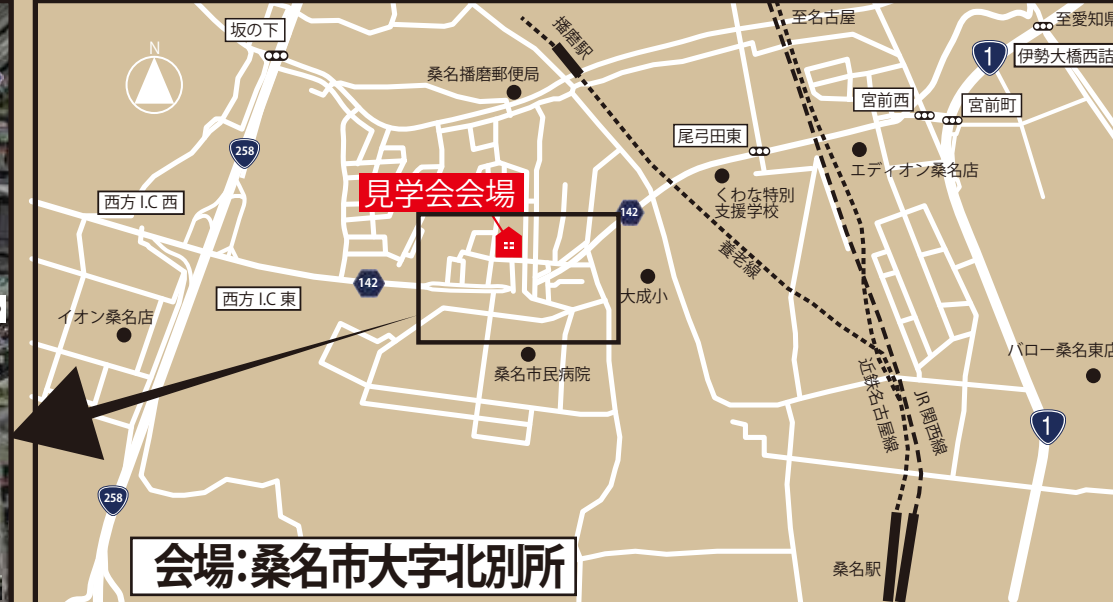 至名古屋
至愛知県
坂の下
N
播磨駅
1
伊勢大橋西詰
桑名播磨郵便局
宮前西
宮前町
尾弓田東
258
エディオン桑名店
見学会会場
くわな特別
支援学校
西方 I.C 西
142
養老線
142
大成小
西方 I.C 東
イオン桑名店
バロー桑名東店
桑名市民病院
近鉄名古屋線
JR 関西線
1
258
会場:桑名市大字北別所
桑名駅